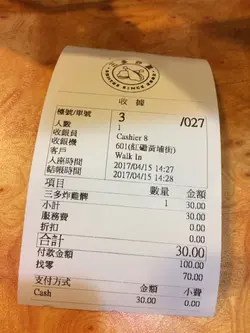 收據
檯號/車號 3 /027
人數 1
收銀員 Cashier 8
收銀機 601(紅磡黃埔街)
客戶 Walk In
入座時間 2017/04/15 14:27
結帳時間 2017/04/15 14:28
項目 數量 金額
三多炸雞髀 1 30.00
小計 30.00
服務費 0.00
折扣 0.00
合計 30.00
付款金額 100.00
找零 70.00
支付方式 金額 小費
Cash 30.00 0.00